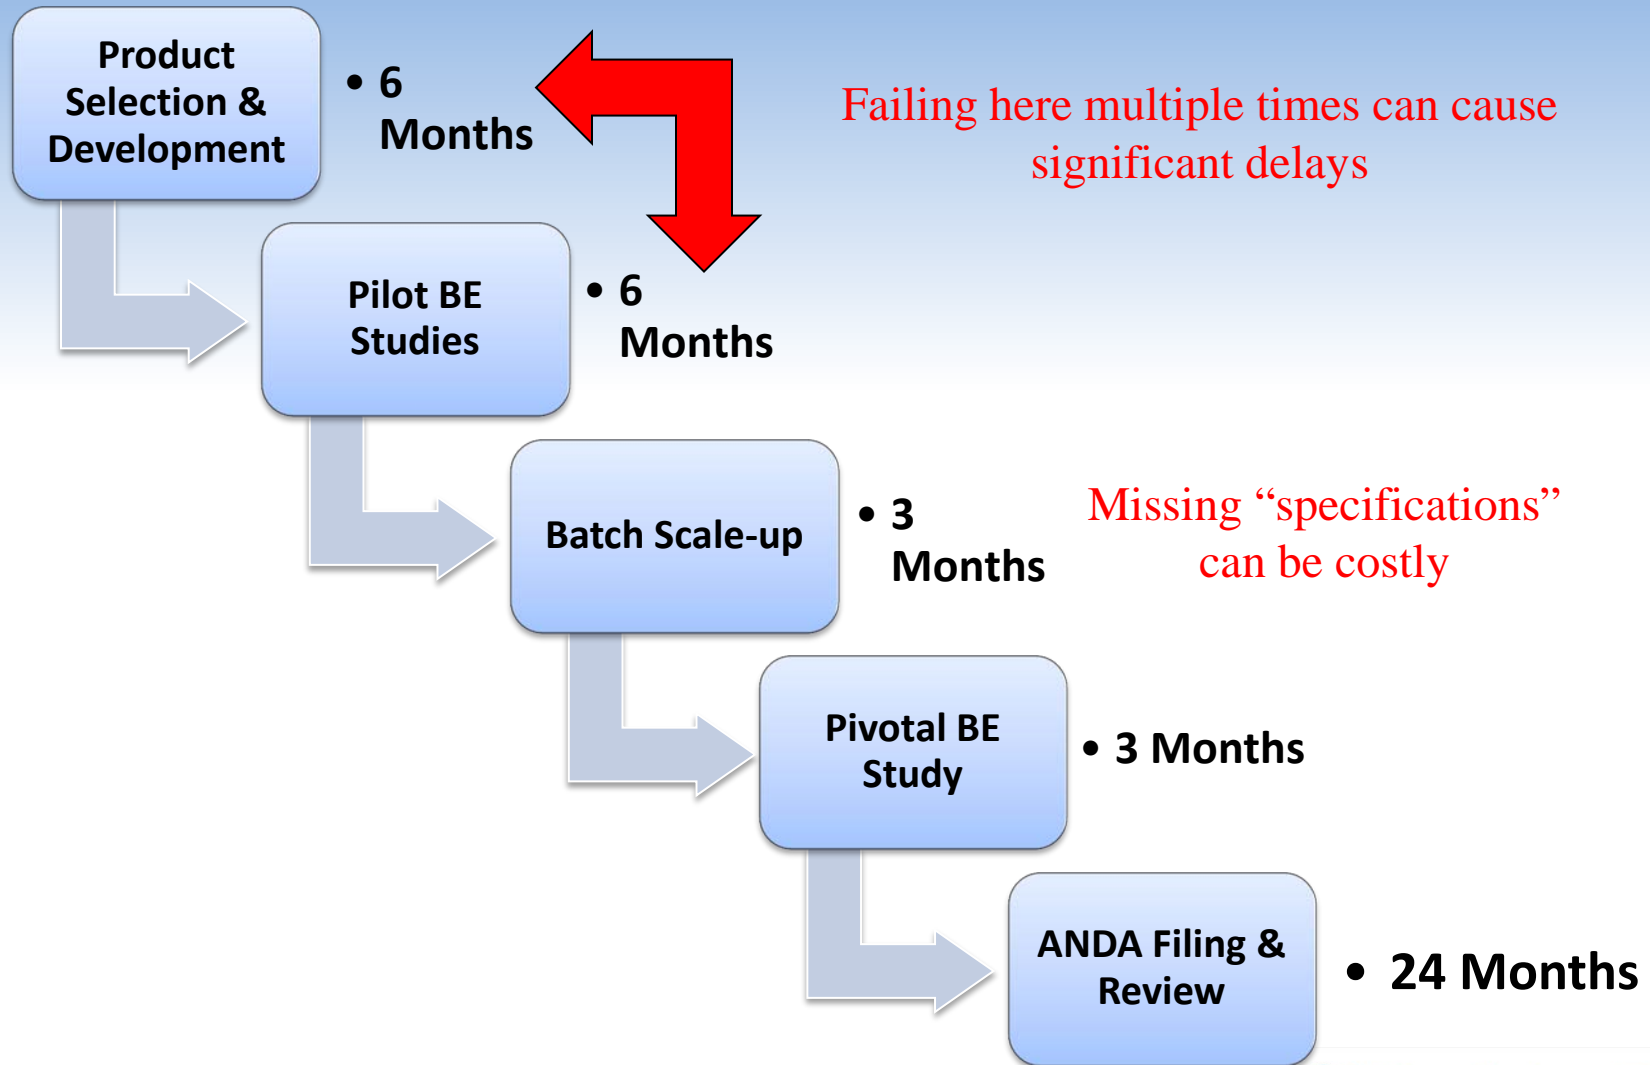 Product
Selection &
Development
• 6
Months
Failing here multiple times can cause
significant delays
Pilot BE
Studies
• 6
Months
Batch Scale-up
• 3
Months
Missing “specifications”
can be costly
Pivotal BE
Study
• 3 Months
ANDA Filing &
Review
• 24 Months